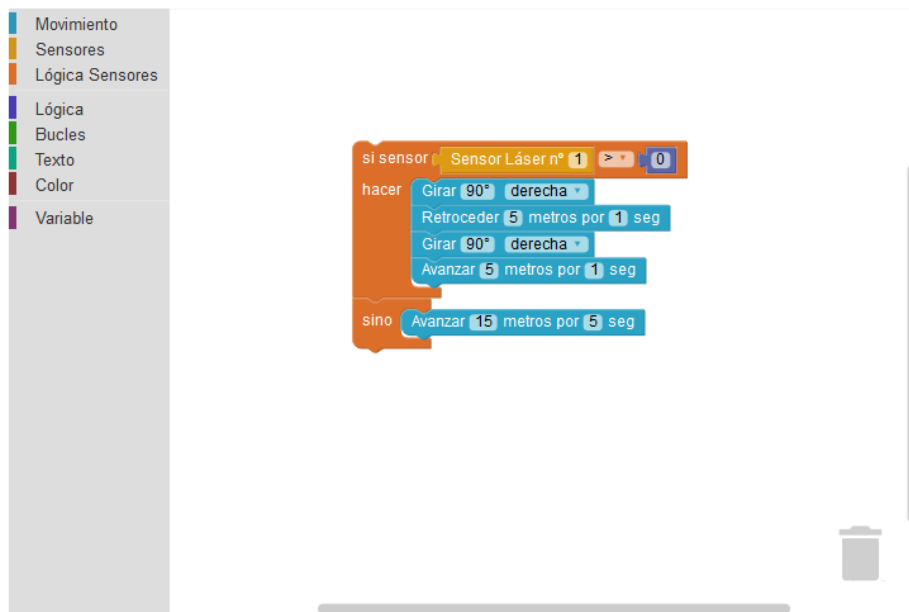 Movimiento
Sensores
Lógica Sensores
Lógica
Bucles
Texto
Color
Variable
si sensor Sensor Láser nº 1 > 0
hacer Girar 90° derecha
Retroceder 5 metros por 1 seg
Girar 90° derecha
Avanzar 5 metros por 1 seg
sino Avanzar 15 metros por 5 seg